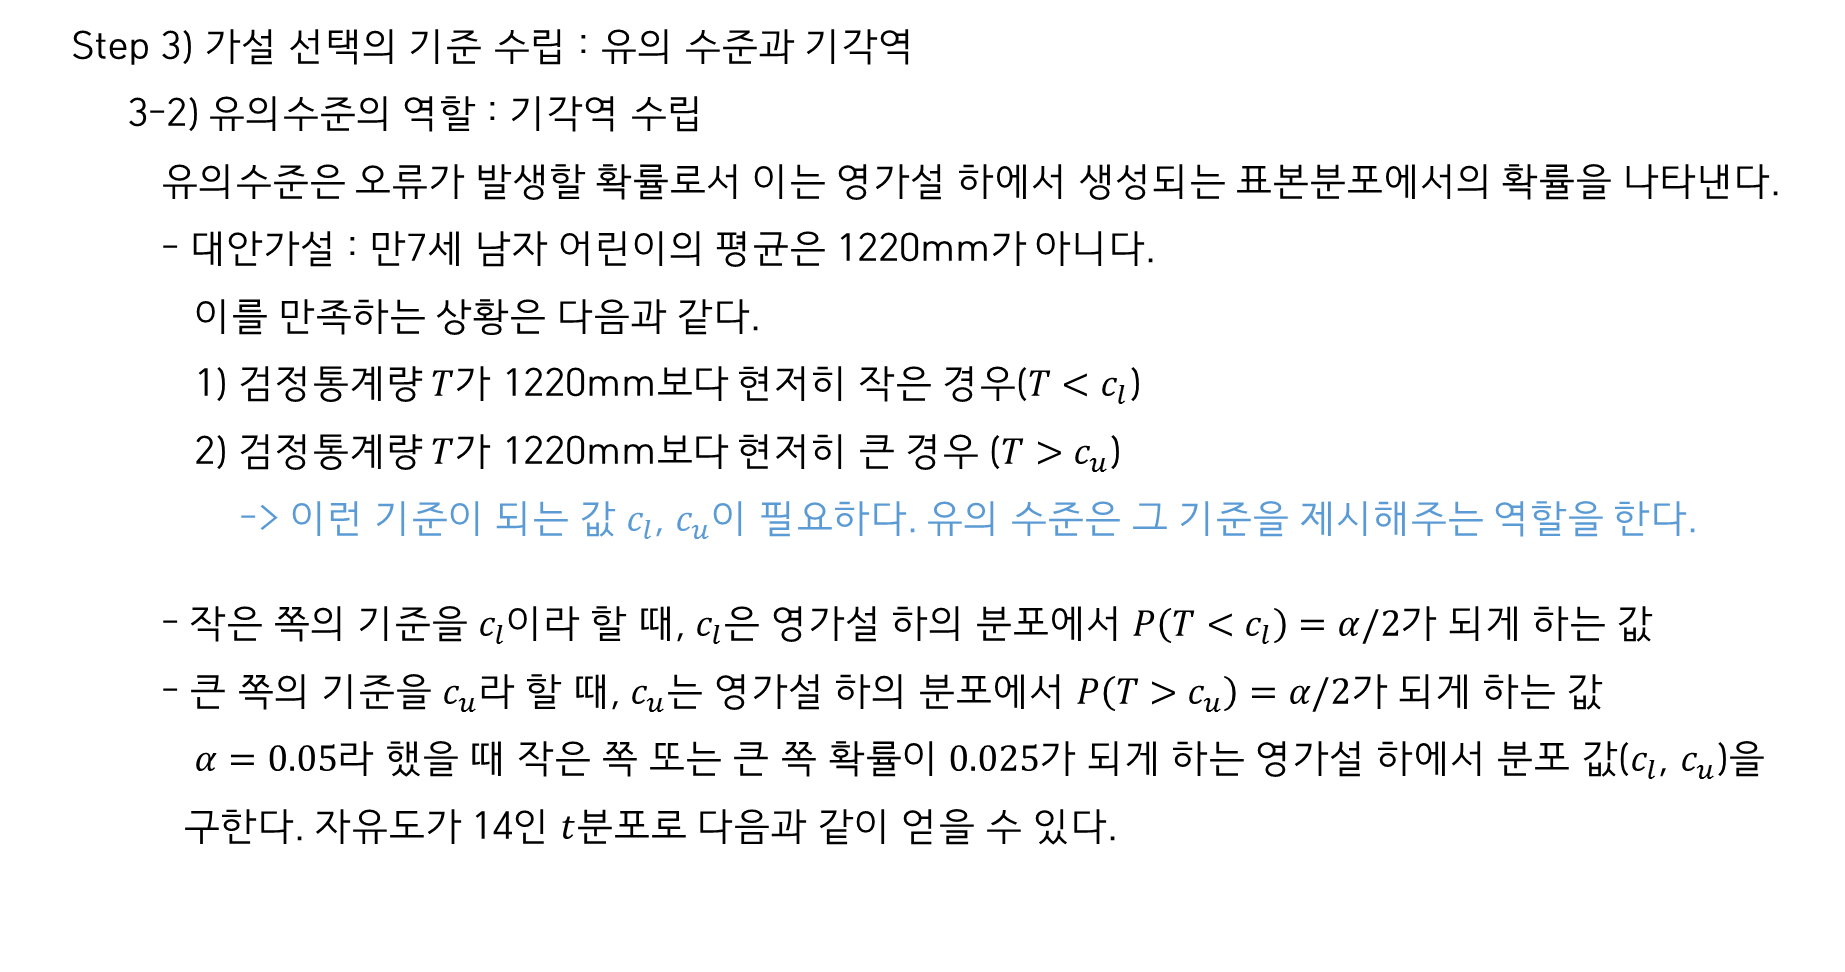 Step 3) 가설 선택의 기준 수립 : 유의 수준과 기각역
3-2) 유의수준의 역할 : 기각역 수립
유의수준은 오류가 발생할 확률로서 이는 영가설 하에서 생성되는 표본분포에서의 확률을 나타낸다.
- 대안가설 : 만7세 남자 어린이의 평균은 1220mm가 아니다.
이를 만족하는 상황은 다음과 같다.
1) 검정통계량 T가 1220mm보다 현저히 작은 경우(T < c_l)
2) 검정통계량 T가 1220mm보다 현저히 큰 경우 (T > c_u)
-> 이런 기준이 되는 값 c_l, c_u이 필요하다. 유의 수준은 그 기준을 제시해주는 역할을 한다.
- 작은 쪽의 기준을 c_l이라 할 때, c_l은 영가설 하의 분포에서 P(T < c_l) = α/2가 되게 하는 값
- 큰 쪽의 기준을 c_u라 할 때, c_u는 영가설 하의 분포에서 P(T > c_u) = α/2가 되게 하는 값
α = 0.05라 했을 때 작은 쪽 또는 큰 쪽 확률이 0.025가 되게 하는 영가설 하에서 분포 값(c_l, c_u)을
구한다. 자유도가 14인 t분포로 다음과 같이 얻을 수 있다.